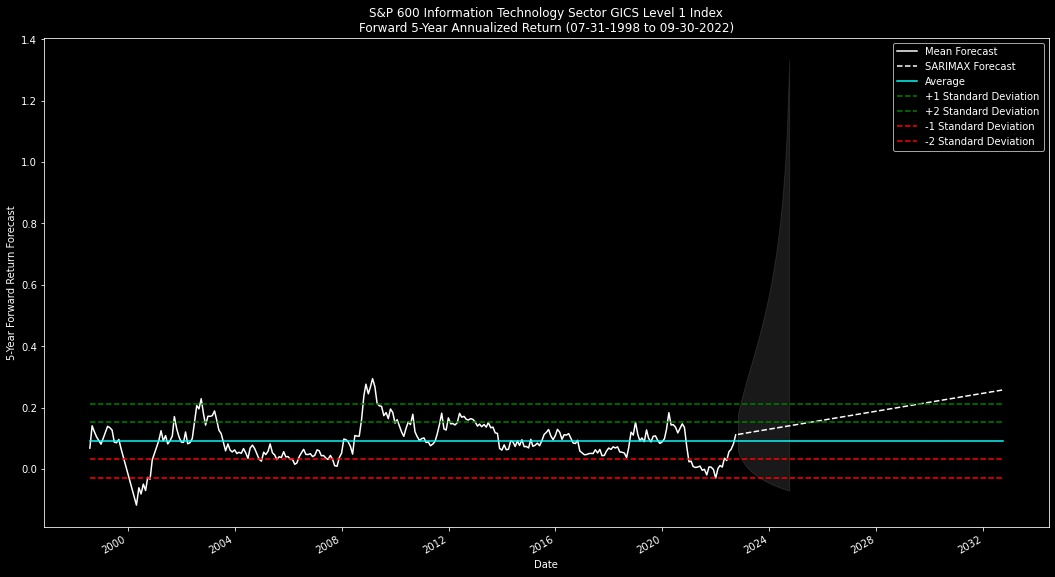 S&P 600 Information Technology Sector GICS Level 1 Index
Forward 5-Year Annualized Return (07-31-1998 to 09-30-2022)
1.4
1.2
1.0
0.8
0.6
0.4
0.2
0.0
5-Year Forward Return Forecast
Mean Forecast
SARIMAX Forecast
Average
+1 Standard Deviation
+2 Standard Deviation
-1 Standard Deviation
-2 Standard Deviation
2000
2004
2008
2012
2016
2020
2024
2028
2032
Date